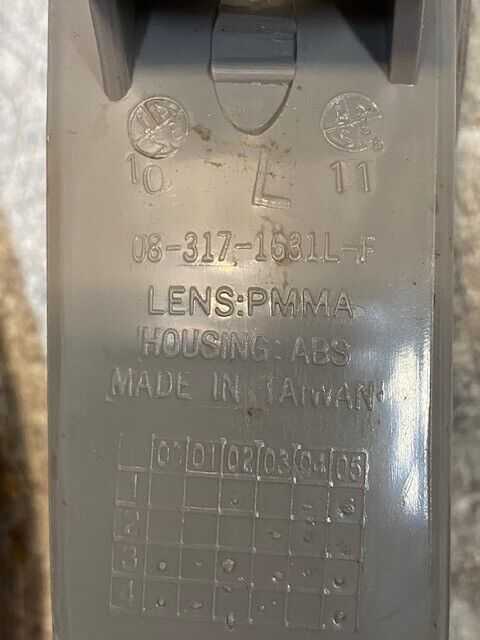 10 L 11
08-317-1631L-F
LENS:PMMA
HOUSING:ABS
MADE IN TAIWAN
00 01 02 03 04 05
1
2
3
4